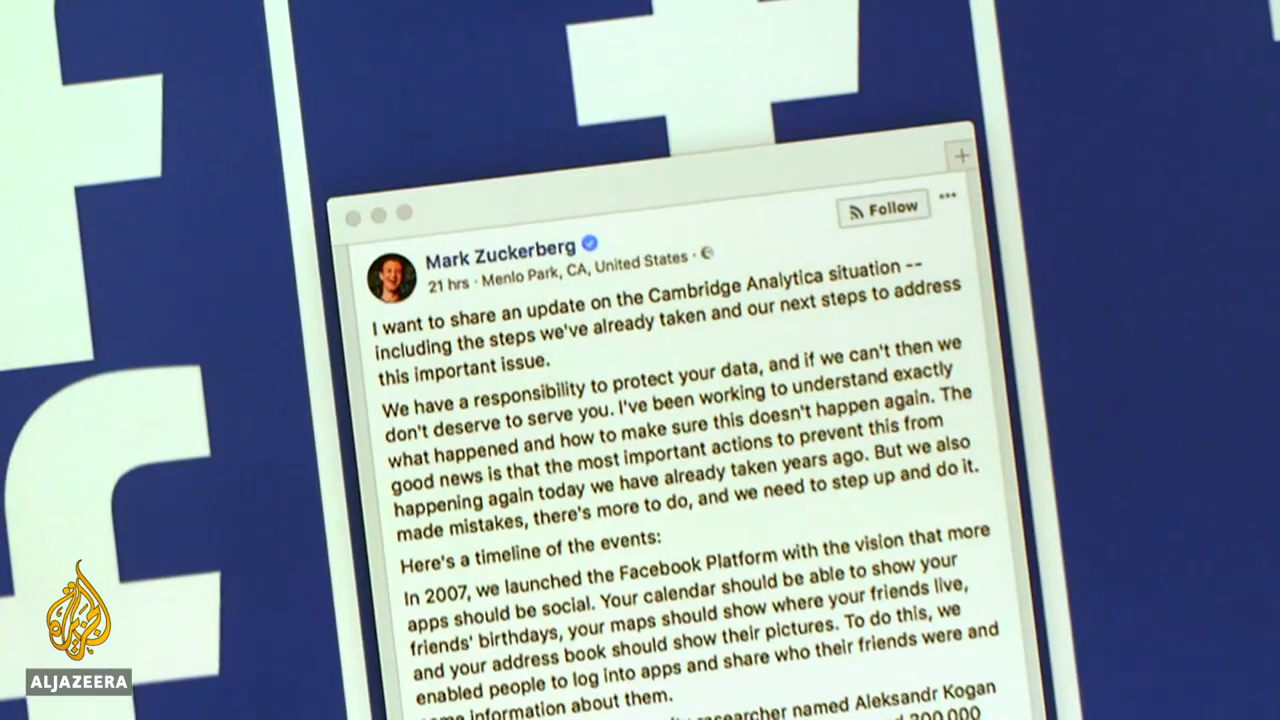 Follow
Mark Zuckerberg
21 hrs · Menlo Park, CA, United States ·
I want to share an update on the Cambridge Analytica situation --
including the steps we've already taken and our next steps to address
this important issue.
We have a responsibility to protect your data, and if we can't then we
don't deserve to serve you. I've been working to understand exactly
what happened and how to make sure this doesn't happen again. The
good news is that the most important actions to prevent this from
happening again today we have already taken years ago. But we also
made mistakes, there's more to do, and we need to step up and do it.
Here's a timeline of the events:
In 2007, we launched the Facebook Platform with the vision that more
apps should be social. Your calendar should be able to show your
friends' birthdays, your maps should show where your friends live,
and your address book should show their pictures. To do this, we
enabled people to log into apps and share who their friends were and
information about them.
researcher named Aleksandr Kogan
الجزيرة
ALJAZEERA